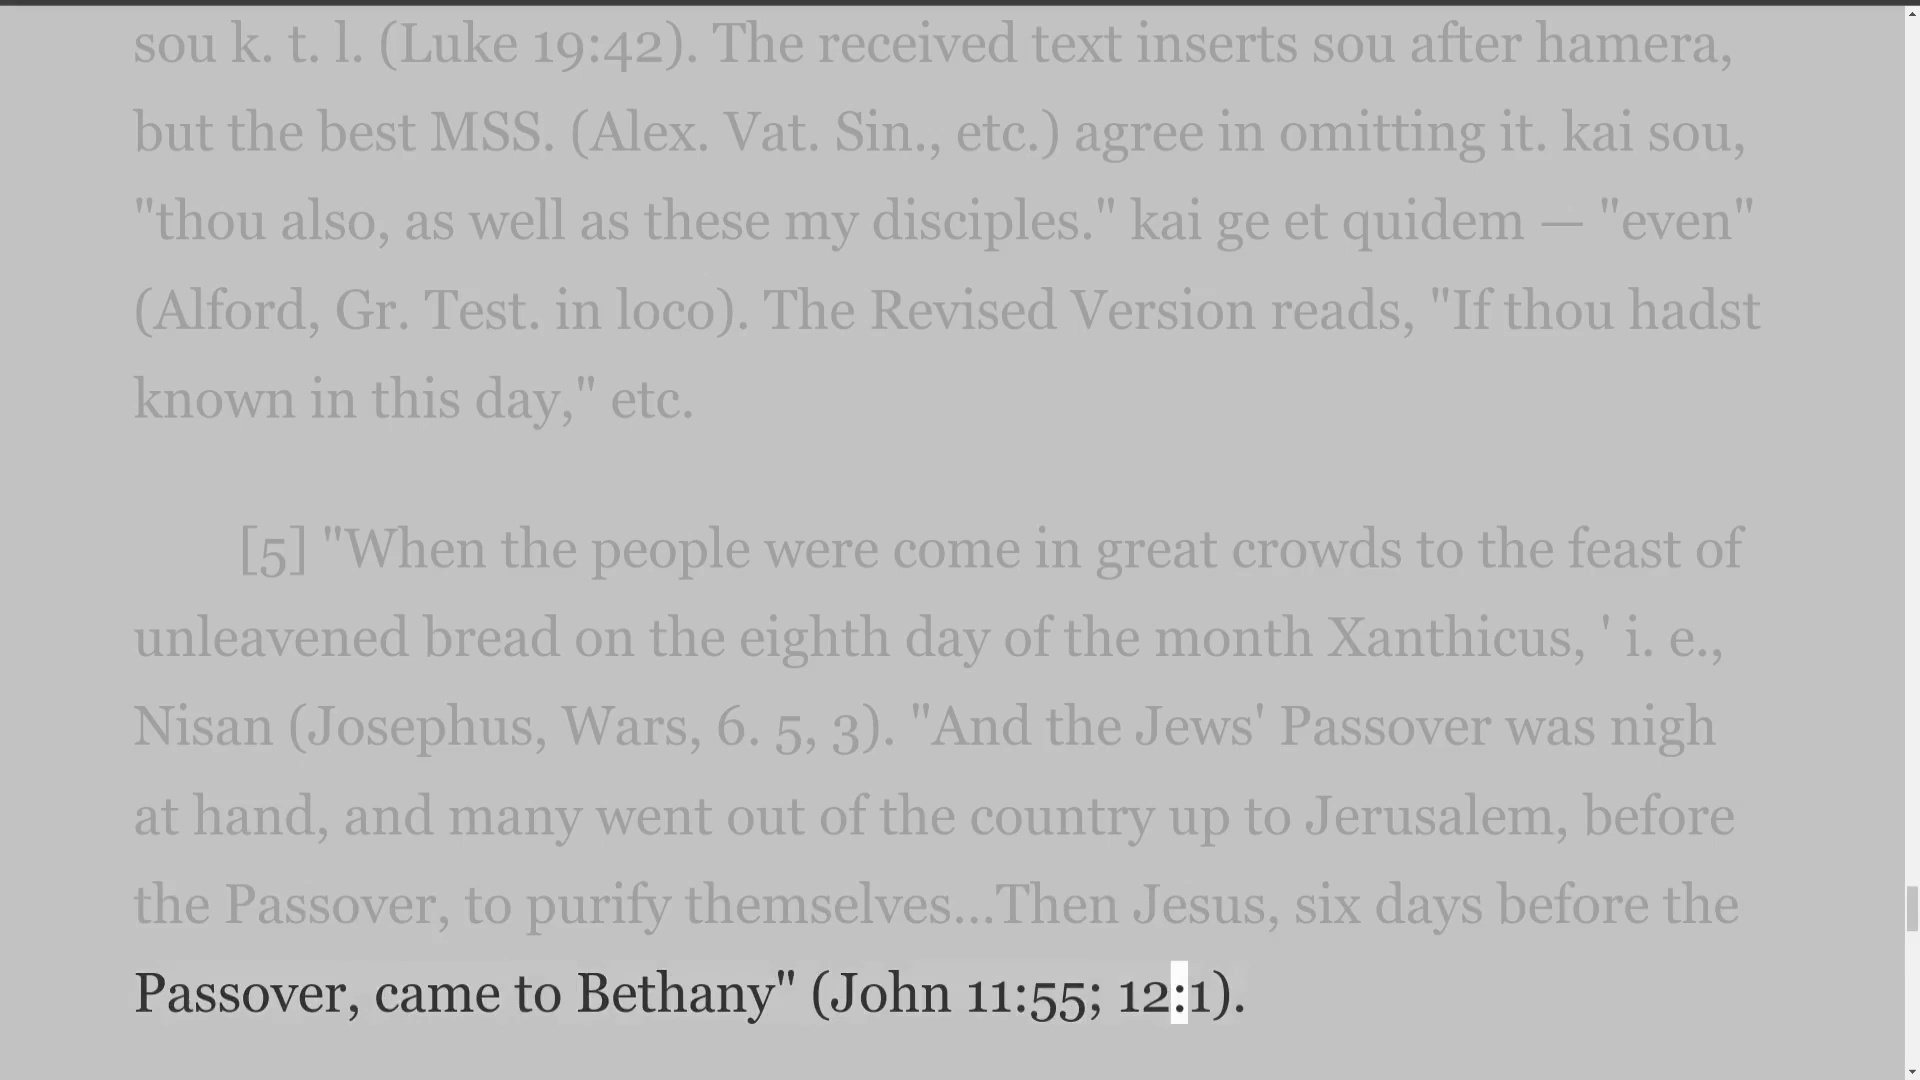 sou k. t. l. (Luke 19:42). The received text inserts sou after hamera,
but the best MSS. (Alex. Vat. Sin., etc.) agree in omitting it. kai sou,
"thou also, as well as these my disciples." kai ge et quidem — "even"
(Alford, Gr. Test. in loco). The Revised Version reads, "If thou hadst
known in this day," etc.
[5] "When the people were come in great crowds to the feast of
unleavened bread on the eighth day of the month Xanthicus, ' i. e.,
Nisan (Josephus, Wars, 6. 5, 3). "And the Jews' Passover was nigh
at hand, and many went out of the country up to Jerusalem, before
the Passover, to purify themselves...Then Jesus, six days before the
Passover, came to Bethany" (John 11:55; 12:1).